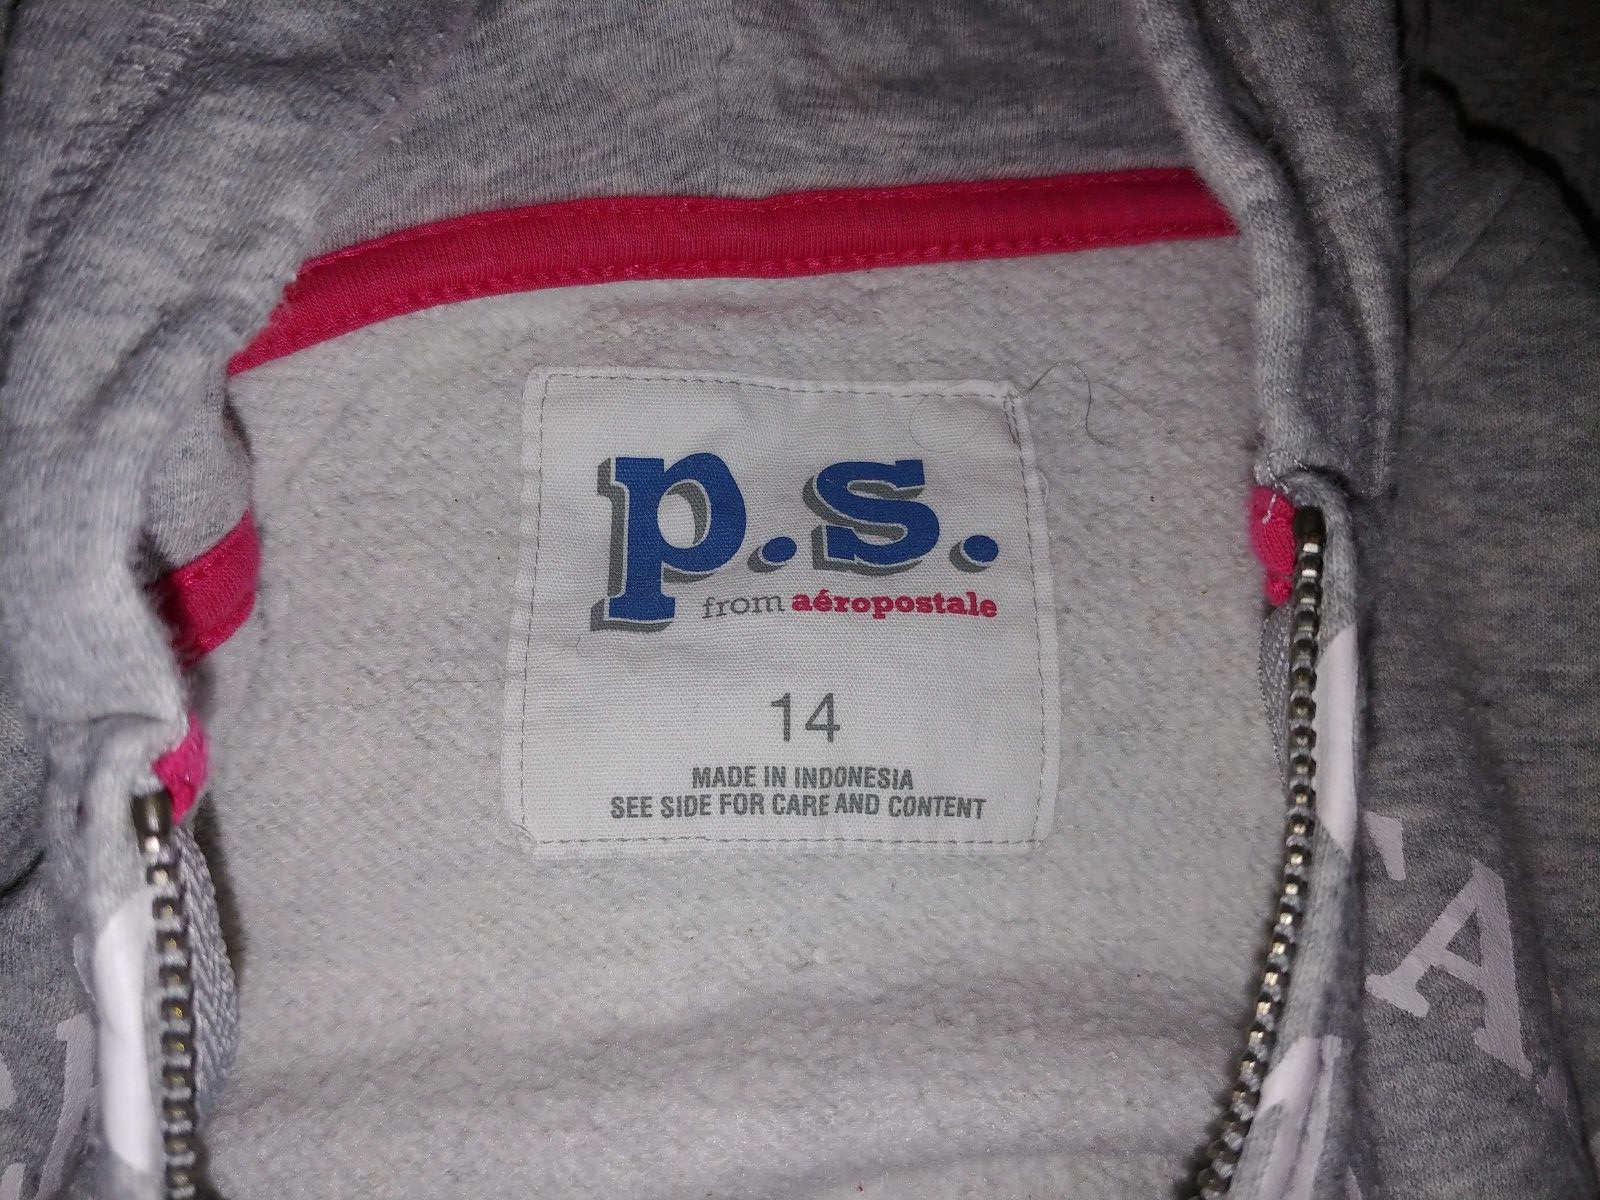 p.s.
from aéropostale
14
MADE IN INDONESIA
SEE SIDE FOR CARE AND CONTENT
A